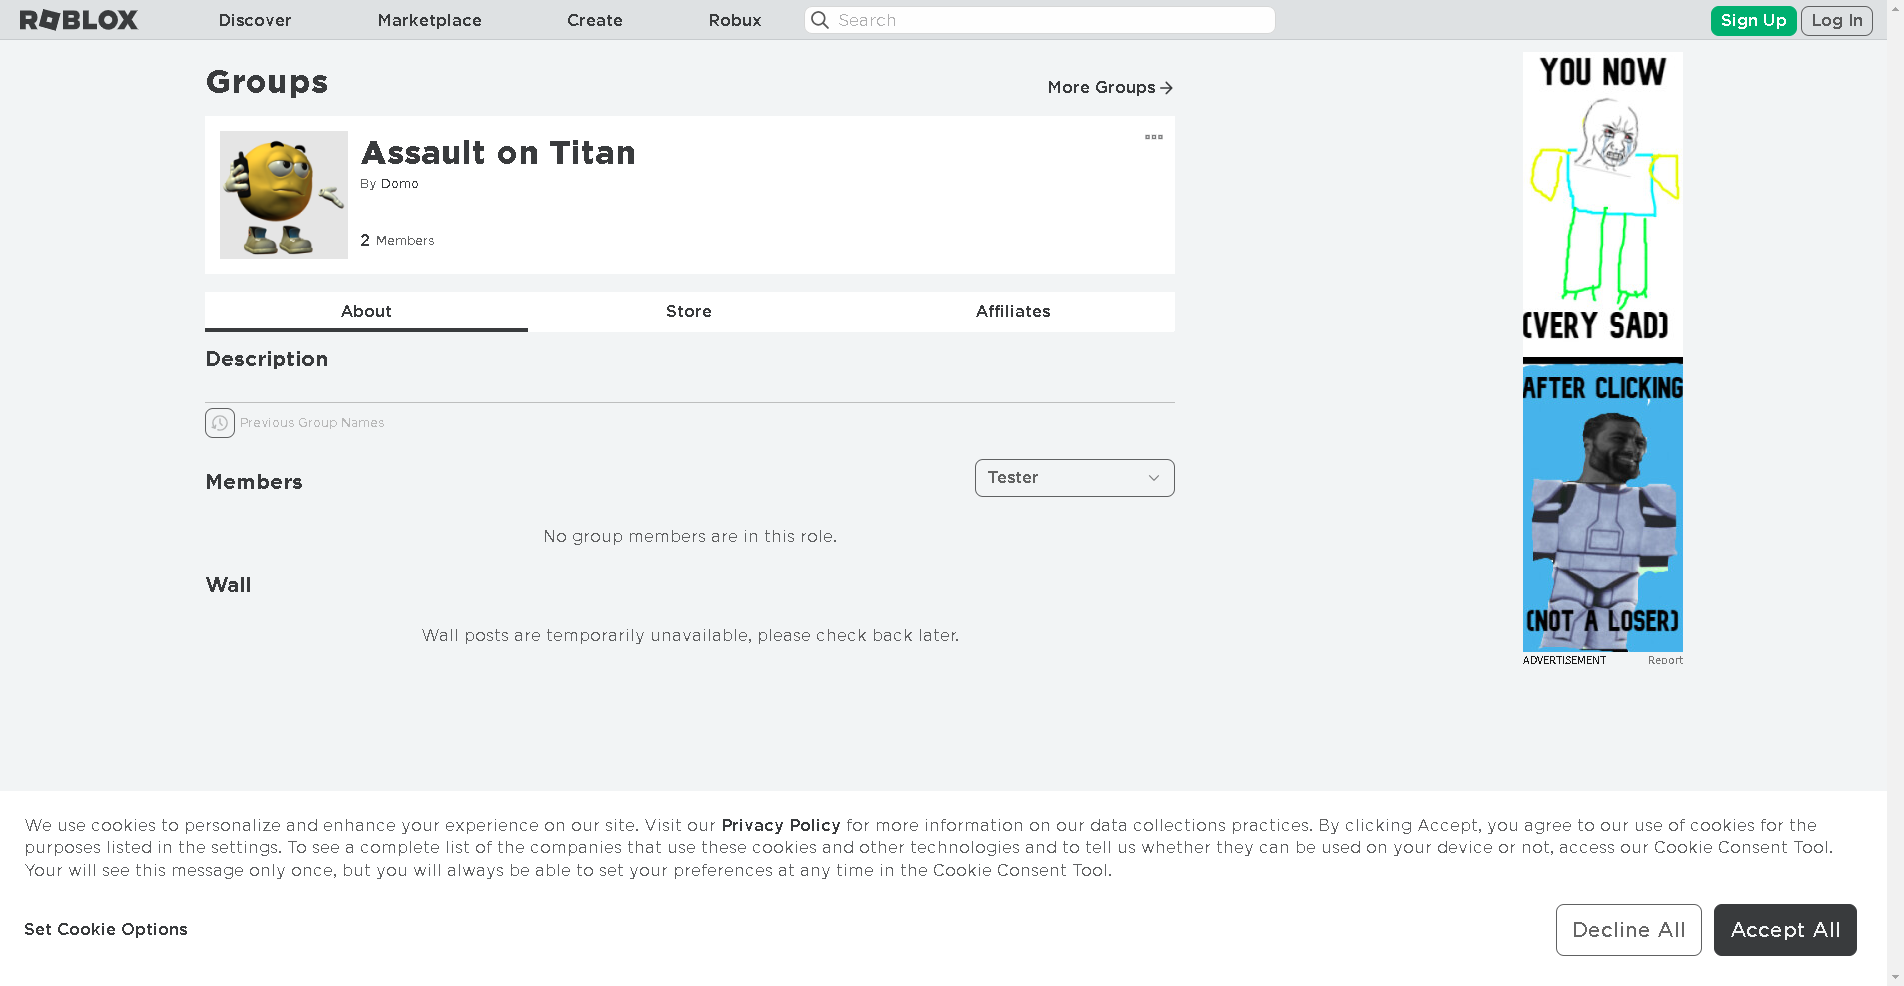 ROBLOX
Discover
Marketplace
Create
Robux
Search
Sign Up
Log In
Groups
More Groups
Assault on Titan
By Domo
2 Members
About
Store
Affiliates
Description
Previous Group Names
Members
Tester
No group members are in this role.
Wall
Wall posts are temporarily unavailable, please check back later.
YOU NOW
(VERY SAD)
AFTER CLICKING
(NOT A LOSER)
ADVERTISEMENT
Report
We use cookies to personalize and enhance your experience on our site. Visit our Privacy Policy for more information on our data collections practices. By clicking Accept, you agree to our use of cookies for the
purposes listed in the settings. To see a complete list of the companies that use these cookies and other technologies and to tell us whether they can be used on your device or not, access our Cookie Consent Tool.
Your will see this message only once, but you will always be able to set your preferences at any time in the Cookie Consent Tool.
Set Cookie Options
Decline All
Accept All